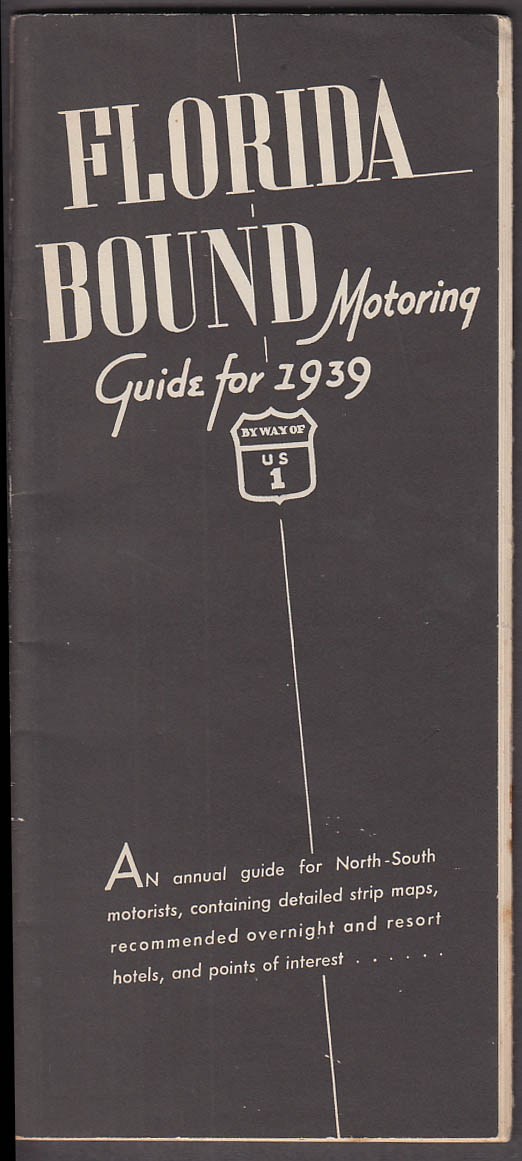 FLORIDA
BOUND Motoring
Guide for 1939
BY WAY OF
US
1
AN annual guide for North-South
motorists, containing detailed strip maps,
recommended overnight and resort
hotels, and points of interest . . . . . .